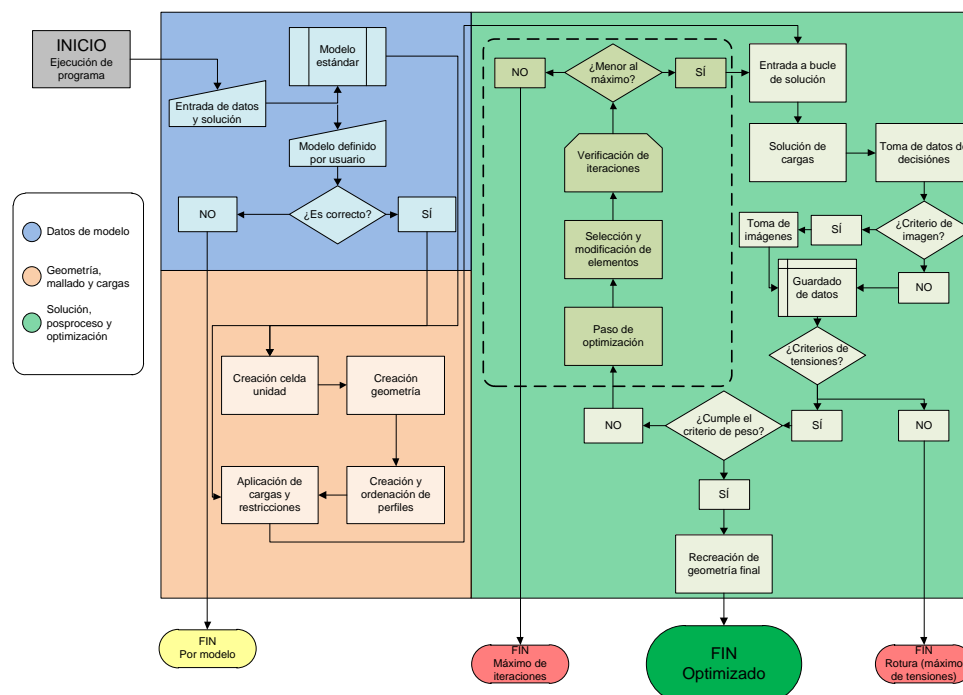 INICIO
Ejecución de
programa
Modelo
estándar
Entrada de datos
y solución
Modelo definido
por usuario
NO
¿Es correcto?
SÍ
Datos de modelo
Geometría,
mallado y cargas
Solución,
posproceso y
optimización
Creación celda
unidad
Creación
geometría
Aplicación de
cargas y
restricciones
Creación y
ordenación de
perfiles
NO
¿Menor al
máximo?
SÍ
Verificación de
iteraciones
Selección y
modificación de
elementos
Paso de
optimización
Entrada a bucle
de solución
Solución de
cargas
Toma de datos de
decisiónes
Toma de
imágenes
SÍ
¿Criterio de
imagen?
NO
Guardado
de datos
¿Criterios de
tensiones?
NO
¿Cumple el
criterio de peso?
SÍ
NO
SÍ
Recreación de
geometría final
FIN
Por modelo
FIN
Máximo de
iteraciones
FIN
Optimizado
FIN
Rotura (máximo
de tensiones)